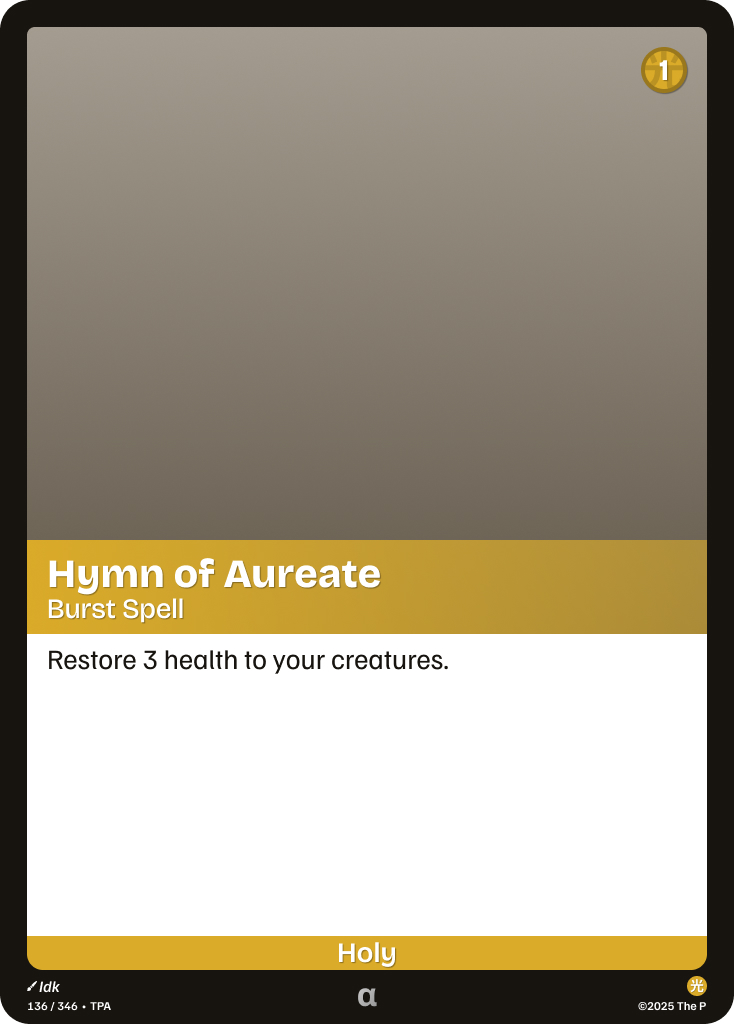 1
Hymn of Aureate
Burst Spell
Restore 3 health to your creatures.
Holy
Idk
136 / 346 • TPA
α
光
©2025 The P